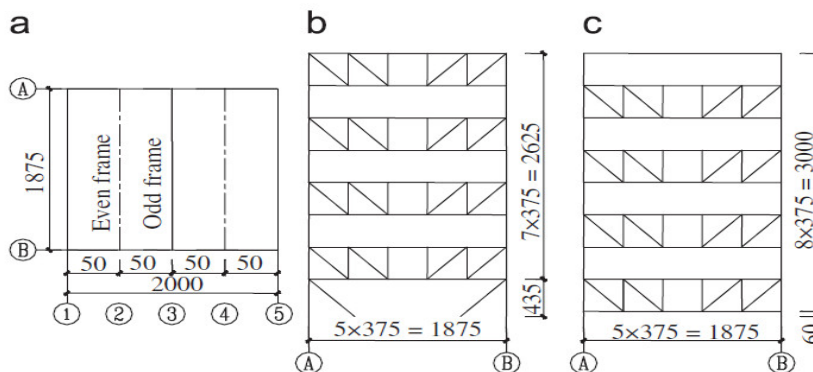 a
b
c
A
1875
Even frame
Odd frame
B
50 50 50 50
2000
1 2 3 4 5
7×375 = 2625
435
5×375 = 1875
A B
8×375 = 3000
60
5×375 = 1875
A B